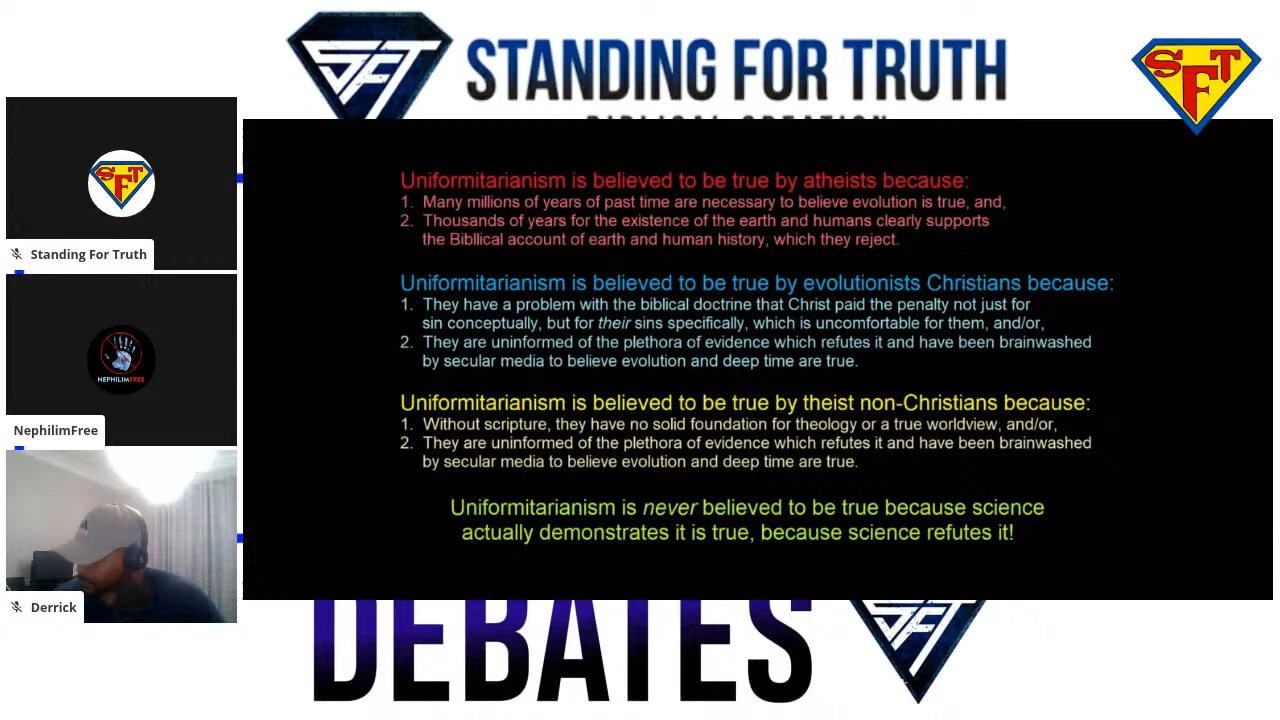 SFT
STANDING FOR TRUTH
BIBLICAL CREATION
SFT
SFT
Standing For Truth
NEPHILIMFREE
NephilimFree
Derrick
Uniformitarianism is believed to be true by atheists because:
1. Many millions of years of past time are necessary to believe evolution is true, and,
2. Thousands of years for the existence of the earth and humans clearly supports
the Bibllical account of earth and human history, which they reject.
Uniformitarianism is believed to be true by evolutionists Christians because:
1. They have a problem with the biblical doctrine that Christ paid the penalty not just for
sin conceptually, but for their sins specifically, which is uncomfortable for them, and/or,
2. They are uninformed of the plethora of evidence which refutes it and have been brainwashed
by secular media to believe evolution and deep time are true.
Uniformitarianism is believed to be true by theist non-Christians because:
1. Without scripture, they have no solid foundation for theology or a true worldview, and/or,
2. They are uninformed of the plethora of evidence which refutes it and have been brainwashed
by secular media to believe evolution and deep time are true.
Uniformitarianism is never believed to be true because science
actually demonstrates it is true, because science refutes it!
DEBATES
SFT